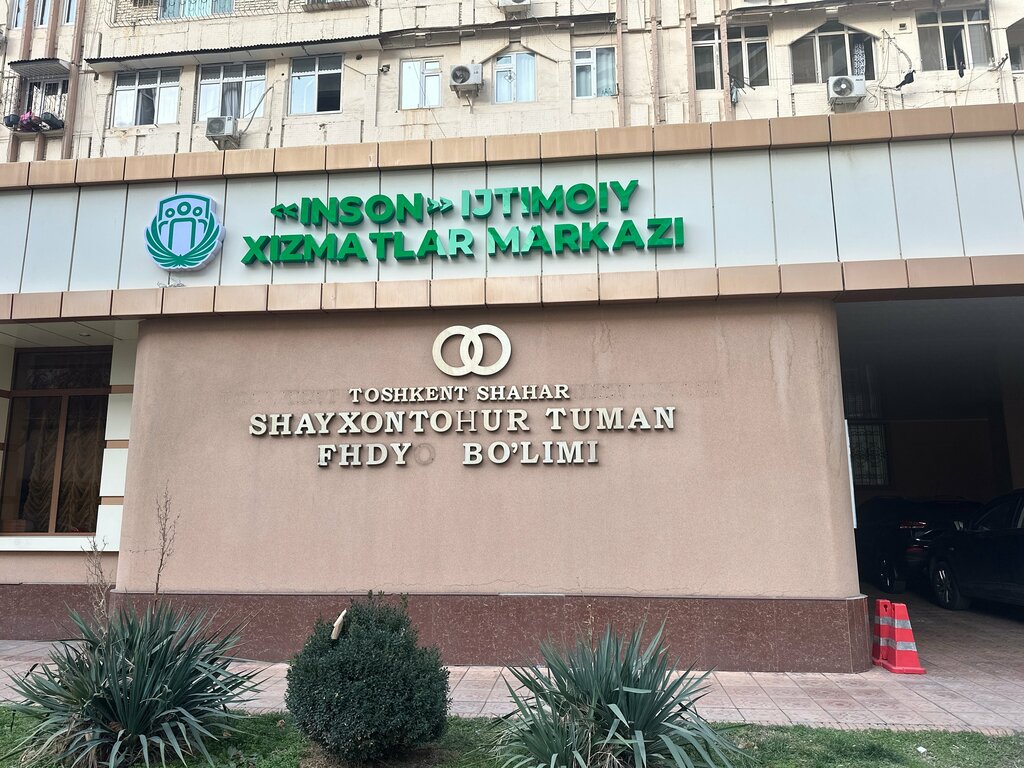 «INSON» IJTIMOIY
XIZMATLAR MARKAZI
TOSHKENT SHAHAR
SHAYXONTOHUR TUMAN
FHDYO BO'LIMI